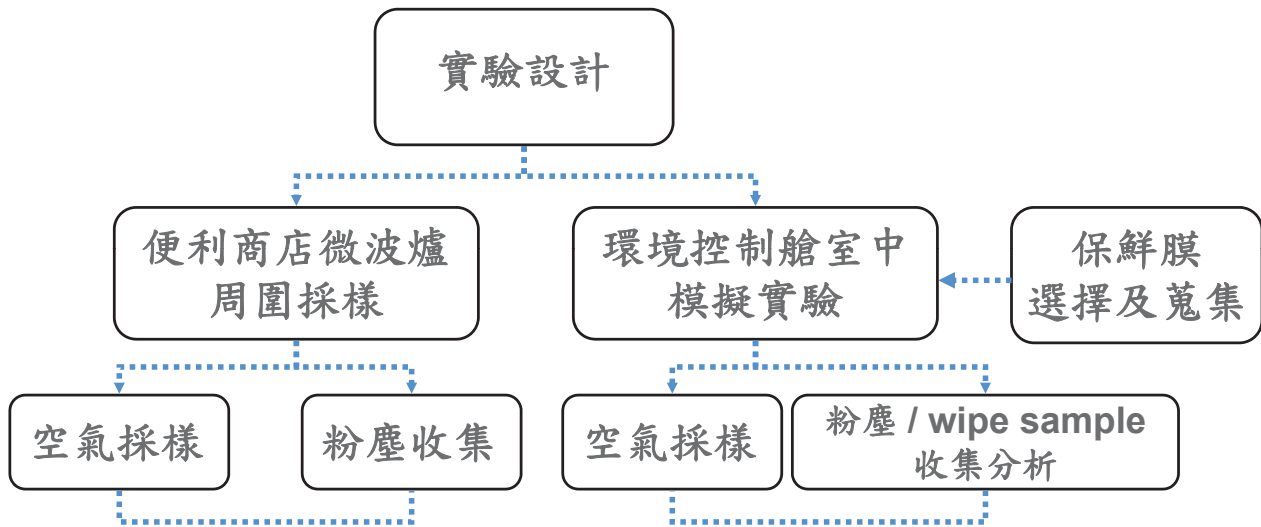 實驗設計
便利商店微波爐
周圍採樣
環境控制艙室中
模擬實驗
保鮮膜
選擇及蒐集
空氣採樣
粉塵收集
空氣採樣
粉塵 / wipe sample
收集分析